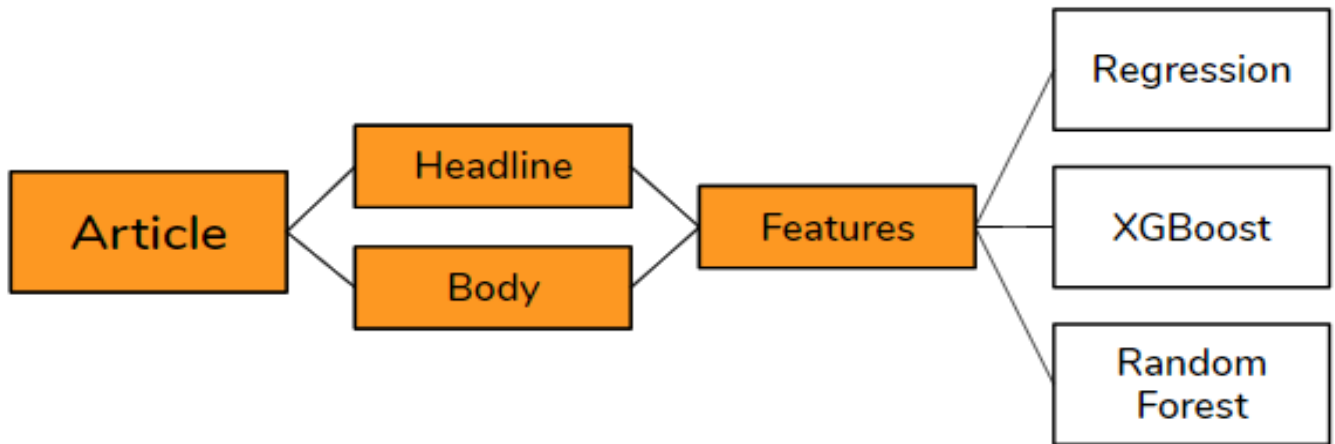 Article
Headline
Body
Features
Regression
XGBoost
Random
Forest